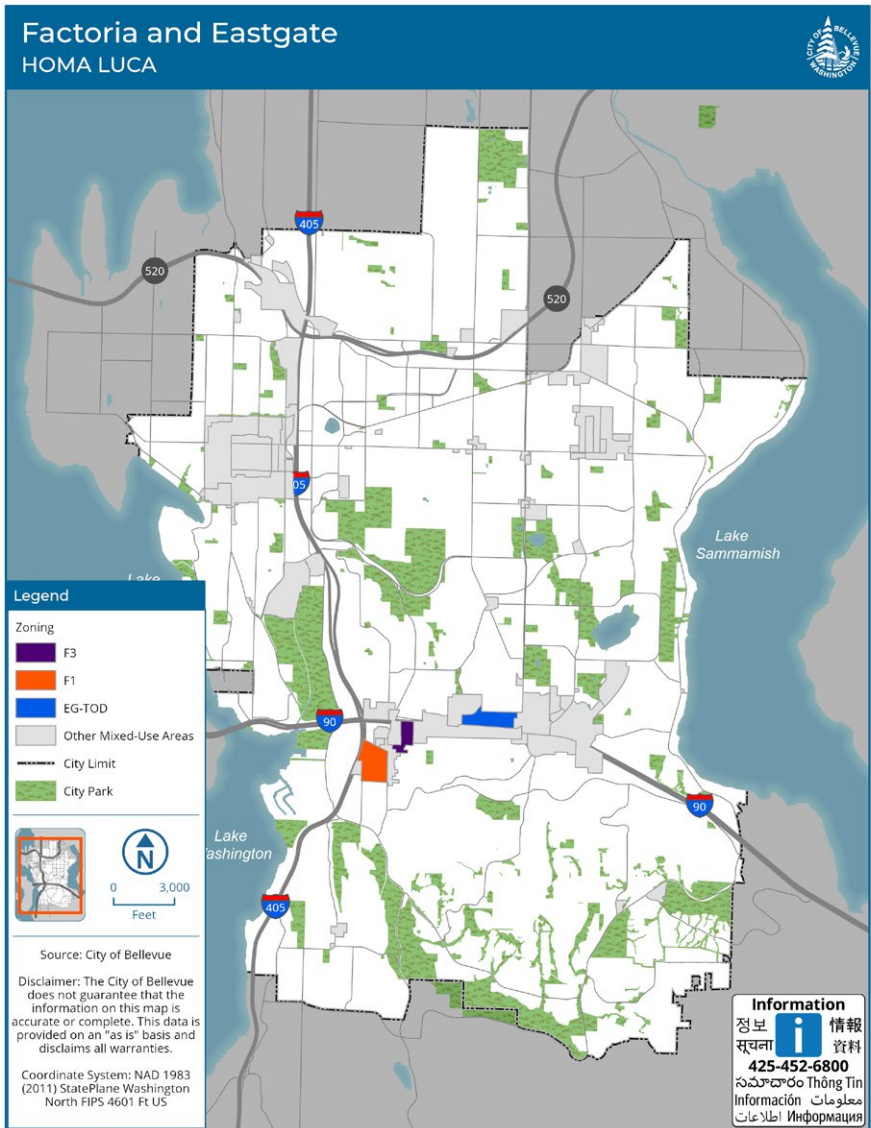 Factoria and Eastgate
HOMA LUCA
CITY OF BELLEVUE
WASHINGTON
405
520
520
05
Lake
Sammamish
Lake
Legend
Zoning
F3
F1
EG-TOD
Other Mixed-Use Areas
City Limit
City Park
90
90
Lake
ashington
405
N
0 3,000
Feet
Source: City of Bellevue
Disclaimer: The City of Bellevue
does not guarantee that the
information on this map is
accurate or complete. This data is
provided on an "as is" basis and
disclaims all warranties.
Coordinate System: NAD 1983
(2011) StatePlane Washington
North FIPS 4601 Ft US
Information
정보 i 情報
सूचना 資料
425-452-6800
సమాచారం Thông Tin
Información معلومات
اطلاعات Информация